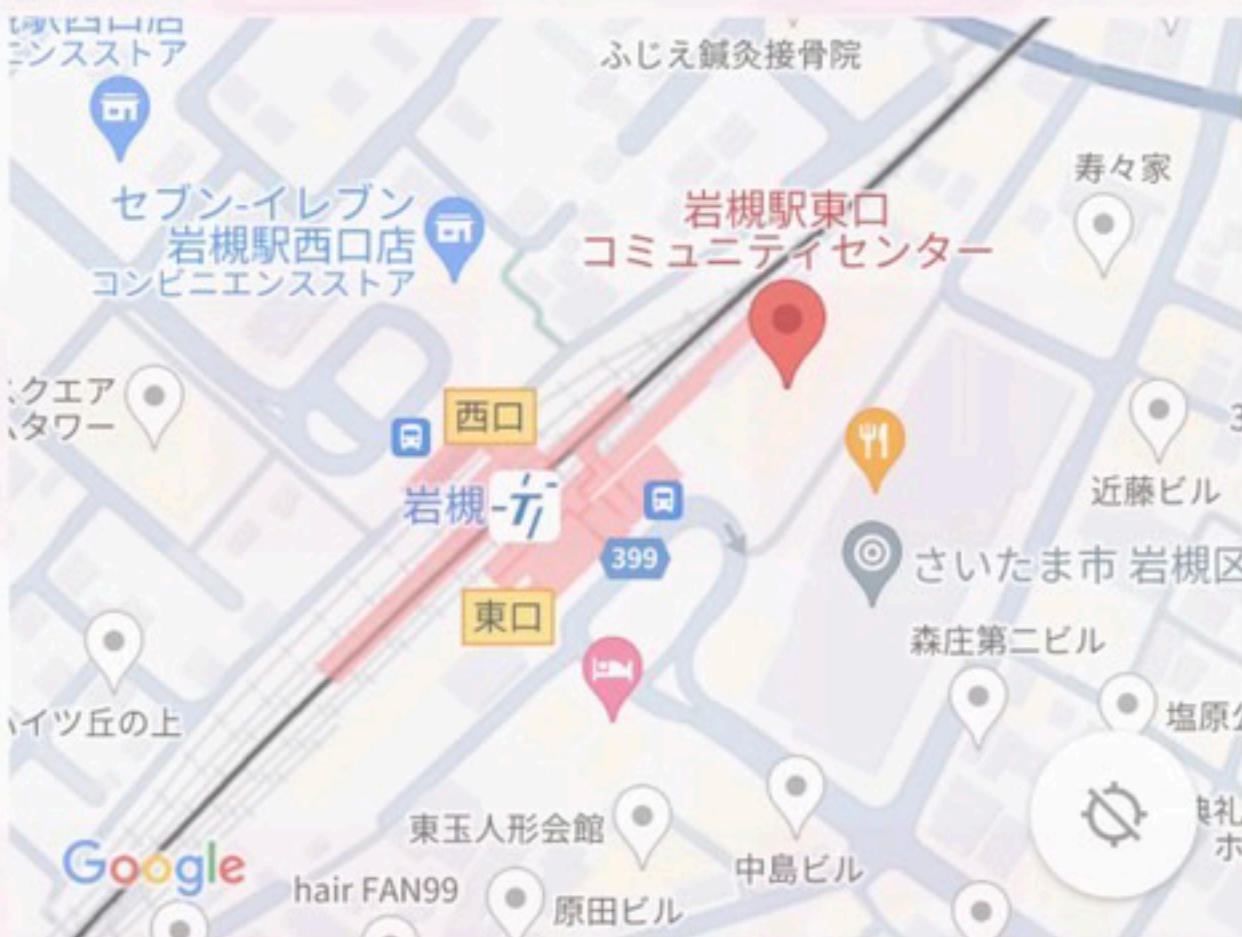 ンスストア
ふじえ鍼灸接骨院
寿々家
セブン-イレブン
岩槻駅西口店
コンビニエンスストア
岩槻駅東口
コミュニティセンター
クエア
タワー
西口
近藤ビル
岩槻
399
さいたま市 岩槻区
東口
森庄第二ビル
イツ丘の上
塩原
東玉人形会館
中島ビル
Google
hair FAN99
原田ビル
典礼
ホ